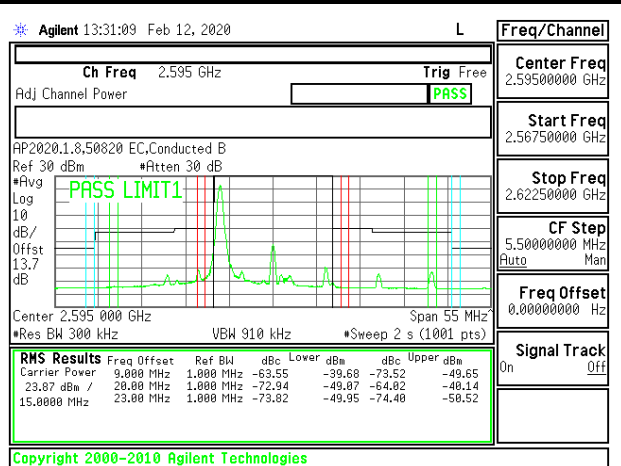 Agilent 13:31:09 Feb 12, 2020 L
Freq/Channel
Ch Freq 2.595 GHz Trig Free
Adj Channel Power PASS
Center Freq
2.59500000 GHz
Start Freq
2.56750000 GHz
AP2020.1.8,50820 EC,Conducted B
Ref 30 dBm #Atten 30 dB
#Avg
Log
10
dB/
Offst
13.7
dB
PASS LIMIT1
Stop Freq
2.62250000 GHz
CF Step
5.50000000 MHz
Auto Man
Freq Offset
0.00000000 Hz
Center 2.595 000 GHz Span 55 MHz^
#Res BW 300 kHz VBW 910 kHz #Sweep 2 s (1001 pts)
Signal Track
On Off
RMS Results Freq Offset Ref BW dBc Lower dBm dBc Upper dBm
Carrier Power 9.000 MHz 1.000 MHz -63.55 -39.68 -73.52 -49.65
23.87 dBm / 20.00 MHz 1.000 MHz -72.94 -49.07 -64.02 -40.14
15.0000 MHz 23.00 MHz 1.000 MHz -73.82 -49.95 -74.40 -50.52
Copyright 2000-2010 Agilent Technologies